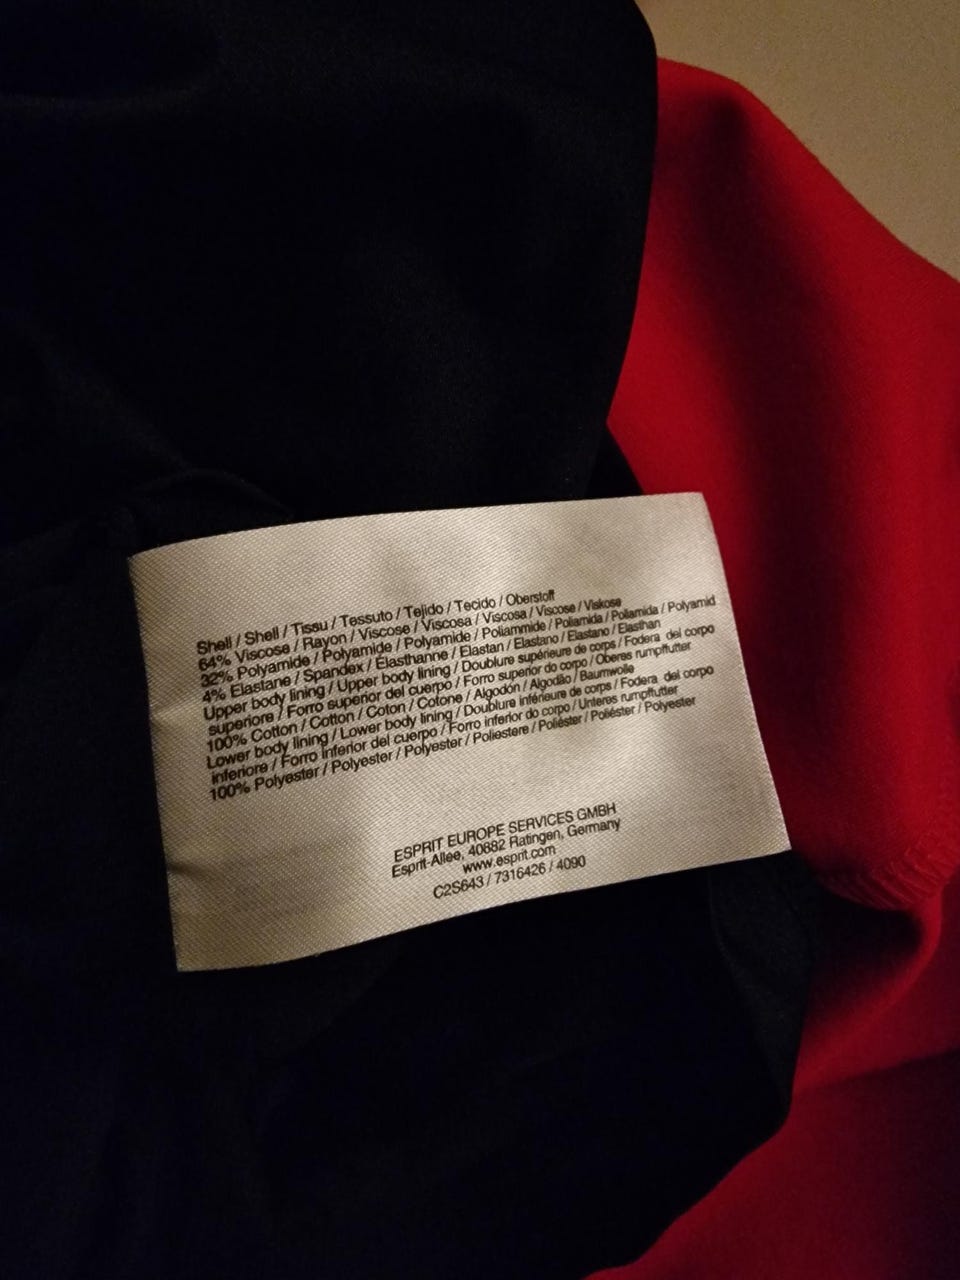 Shell / Shell / Tissu / Tessuto / Tejido / Tecido / Oberstoff
64% Viscose / Rayon / Viscose / Viscosa / Viscosa / Viscose / Viskose
32% Polyamide / Polyamide / Polyamide / Poliammide / Poliamida / Poliamida / Polyamid
4% Elastane / Spandex / Elasthanne / Elastan / Elastano / Elastano / Elasthan
Upper body lining / Upper body lining / Doublure supérieure de corps / Fodera del corpo
superiore / Forro superior del cuerpo / Forro superior do corpo / Oberes rumpffutter
100% Cotton / Cotton / Coton / Cotone / Algodón / Algodão / Baumwolle
Lower body lining / Lower body lining / Doublure inférieure de corps / Fodera del corpo
inferiore / Forro inferior del cuerpo / Forro inferior do corpo / Unteres rumpffutter
100% Polyester / Polyester / Polyester / Poliestere / Poliéster / Poliéster / Polyester
ESPRIT EUROPE SERVICES GMBH
Esprit-Allee, 40882 Ratingen, Germany
www.esprit.com
C2S643 / 7316426 / 4090